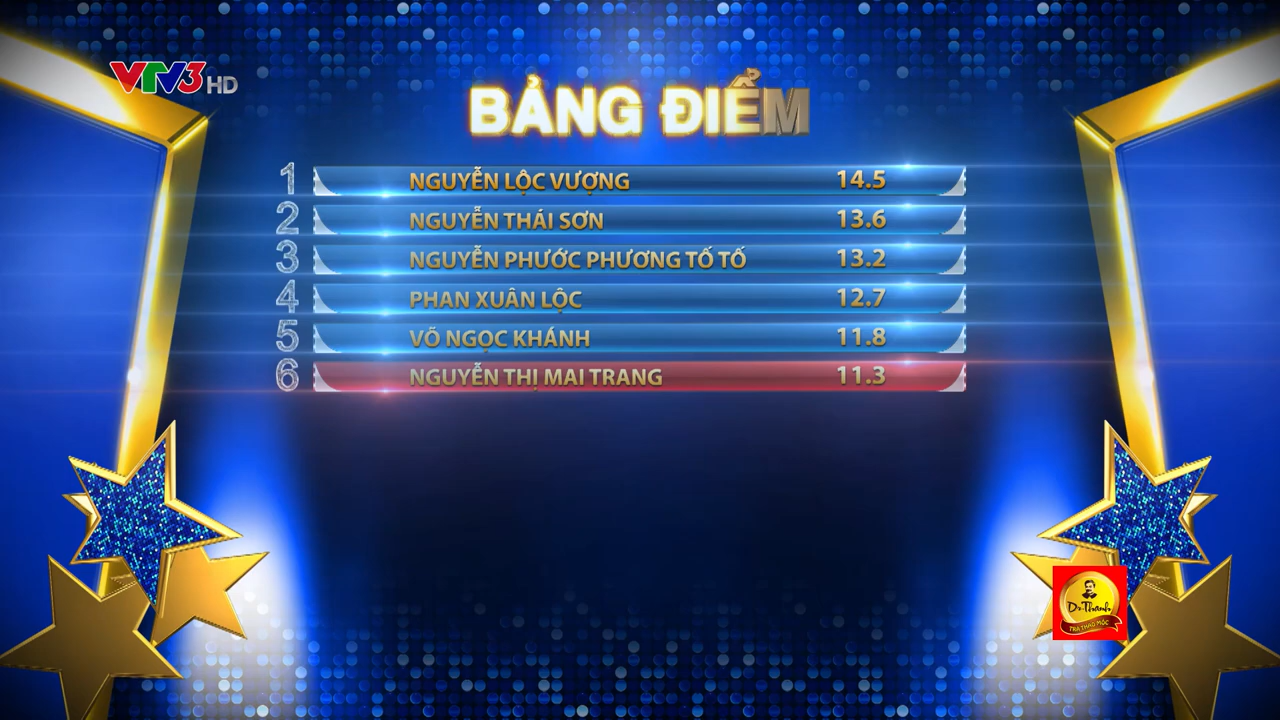 VTV3 HD
BẢNG ĐIỂM
1 NGUYỄN LỘC VƯỢNG 14.5
2 NGUYỄN THÁI SƠN 13.6
3 NGUYỄN PHƯỚC PHƯƠNG TỐ TỐ 13.2
4 PHAN XUÂN LỘC 12.7
5 VÕ NGỌC KHÁNH 11.8
6 NGUYỄN THỊ MAI TRANG 11.3
Dr.Thanh
TRÀ THẢO MỘC